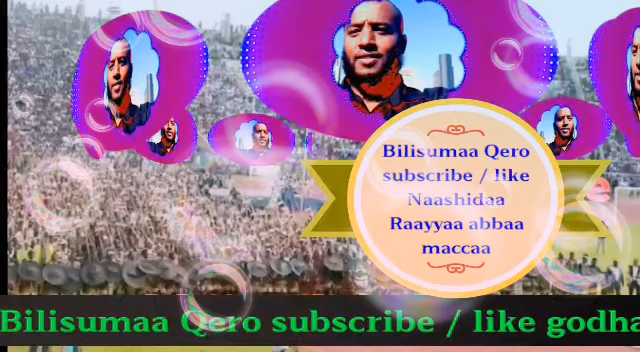 Bilisumaa Qero
subscribe / like
Naashidaa
Raayyaa abbaa
maccaa
Bilisumaa Qero subscribe / like godha